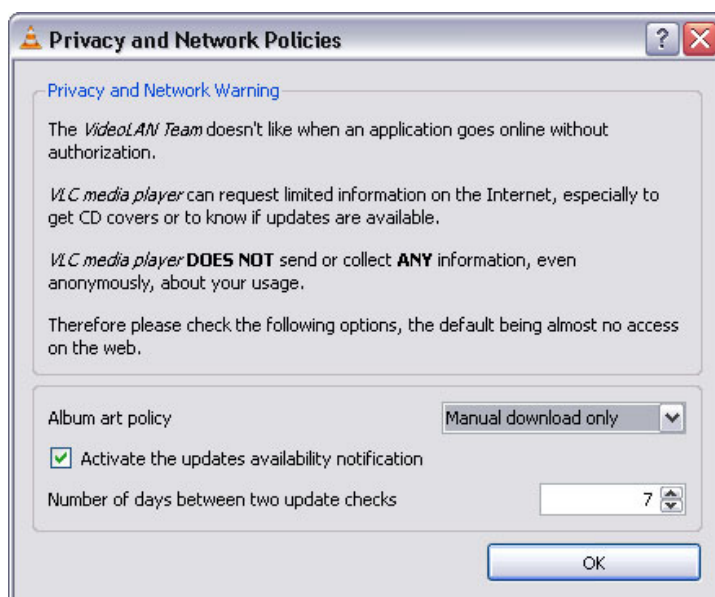 Privacy and Network Policies
Privacy and Network Warning
The VideoLAN Team doesn't like when an application goes online without
authorization.
VLC media player can request limited information on the Internet, especially to
get CD covers or to know if updates are available.
VLC media player DOES NOT send or collect ANY information, even
anonymously, about your usage.
Therefore please check the following options, the default being almost no access
on the web.
Album art policy
Manual download only
Activate the updates availability notification
Number of days between two update checks
7
OK